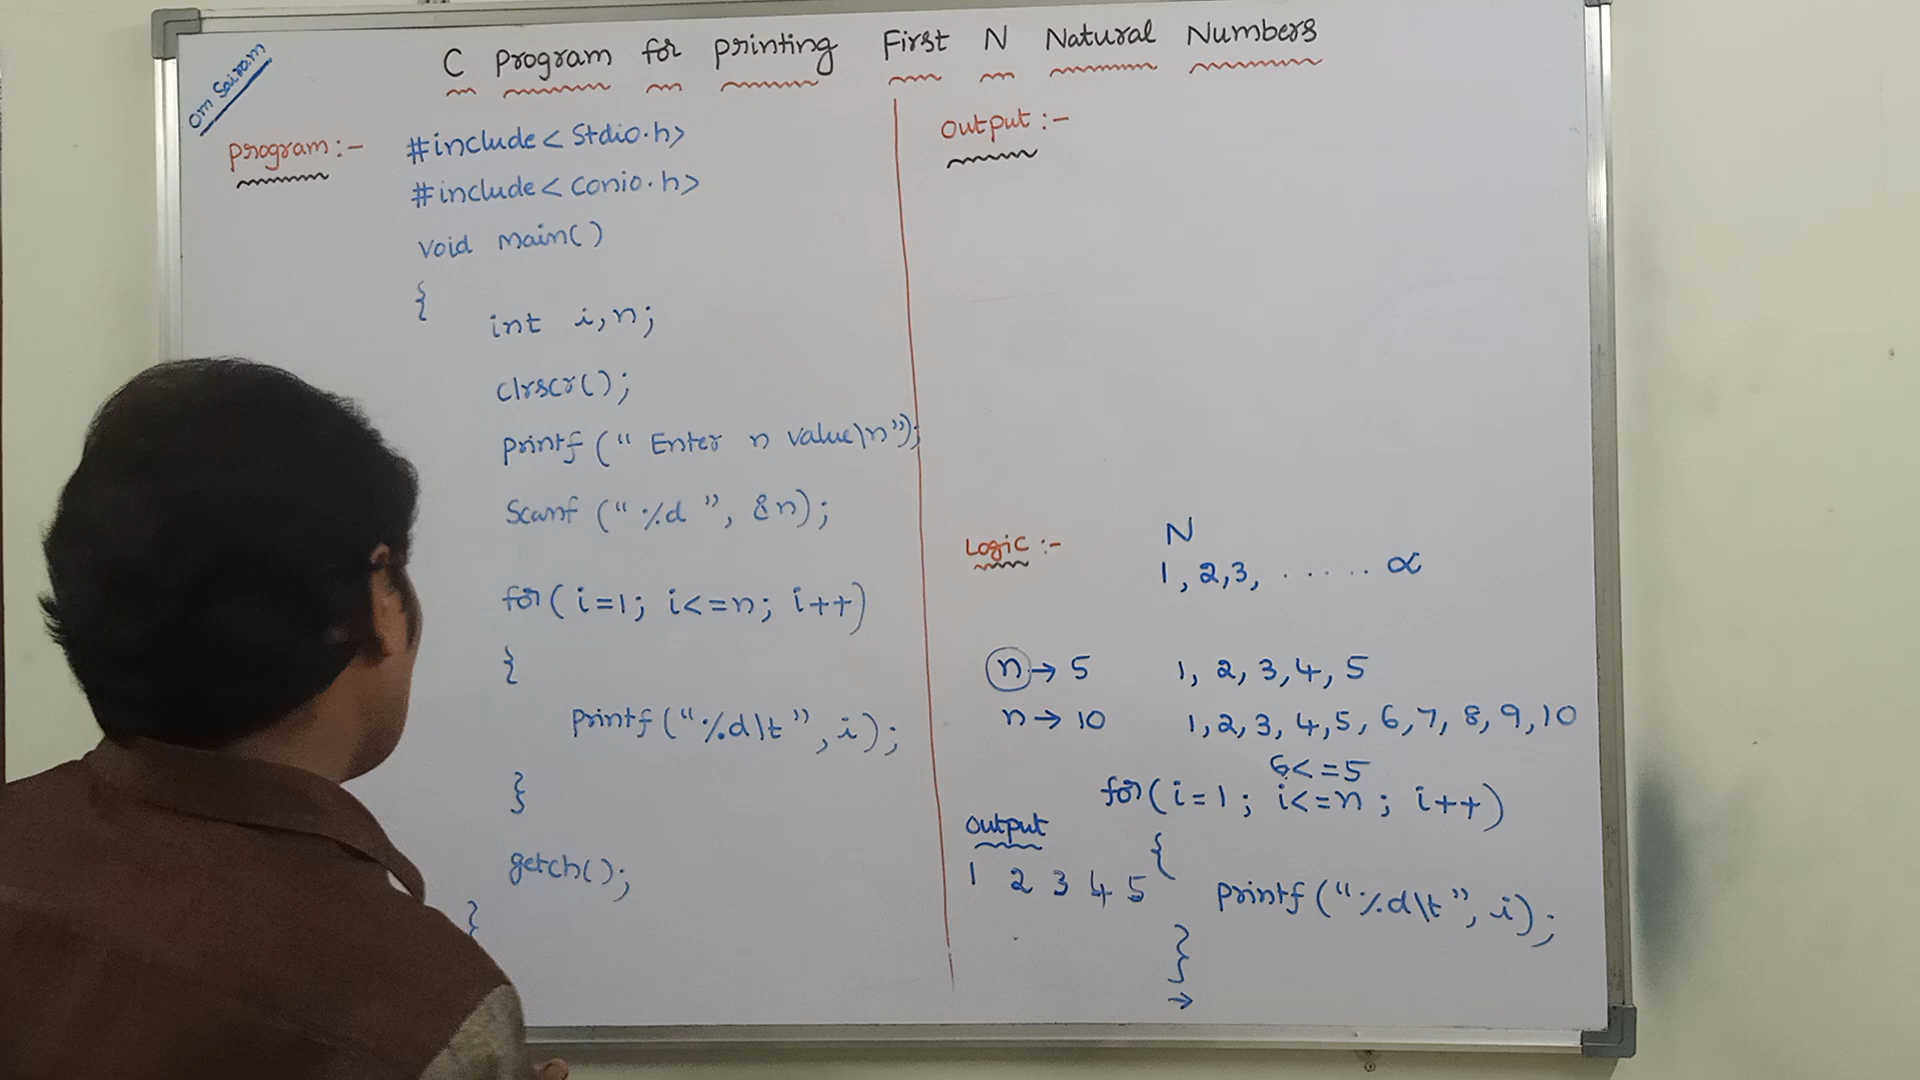 Om Sairam
C Program for printing First N Natural Numbers
Program :-
#include< Stdio.h>
#include< Conio.h>
void main()
{
int i,n;
clrscr();
printf (" Enter n value\n");
Scanf ("%d ", &n);
for( i=1; i<=n; i++)
{
printf ("%d\t ", i);
}
getch();
}
Output :-
Logic :-
N
1, 2,3, ...... ∝
n → 5 1, 2, 3, 4, 5
n → 10 1, 2, 3, 4, 5, 6, 7, 8, 9, 10
6<=5
for( i=1 ; i<=n ; i++)
{
printf ("%d\t ", i);
}
→
Output
1 2 3 4 5